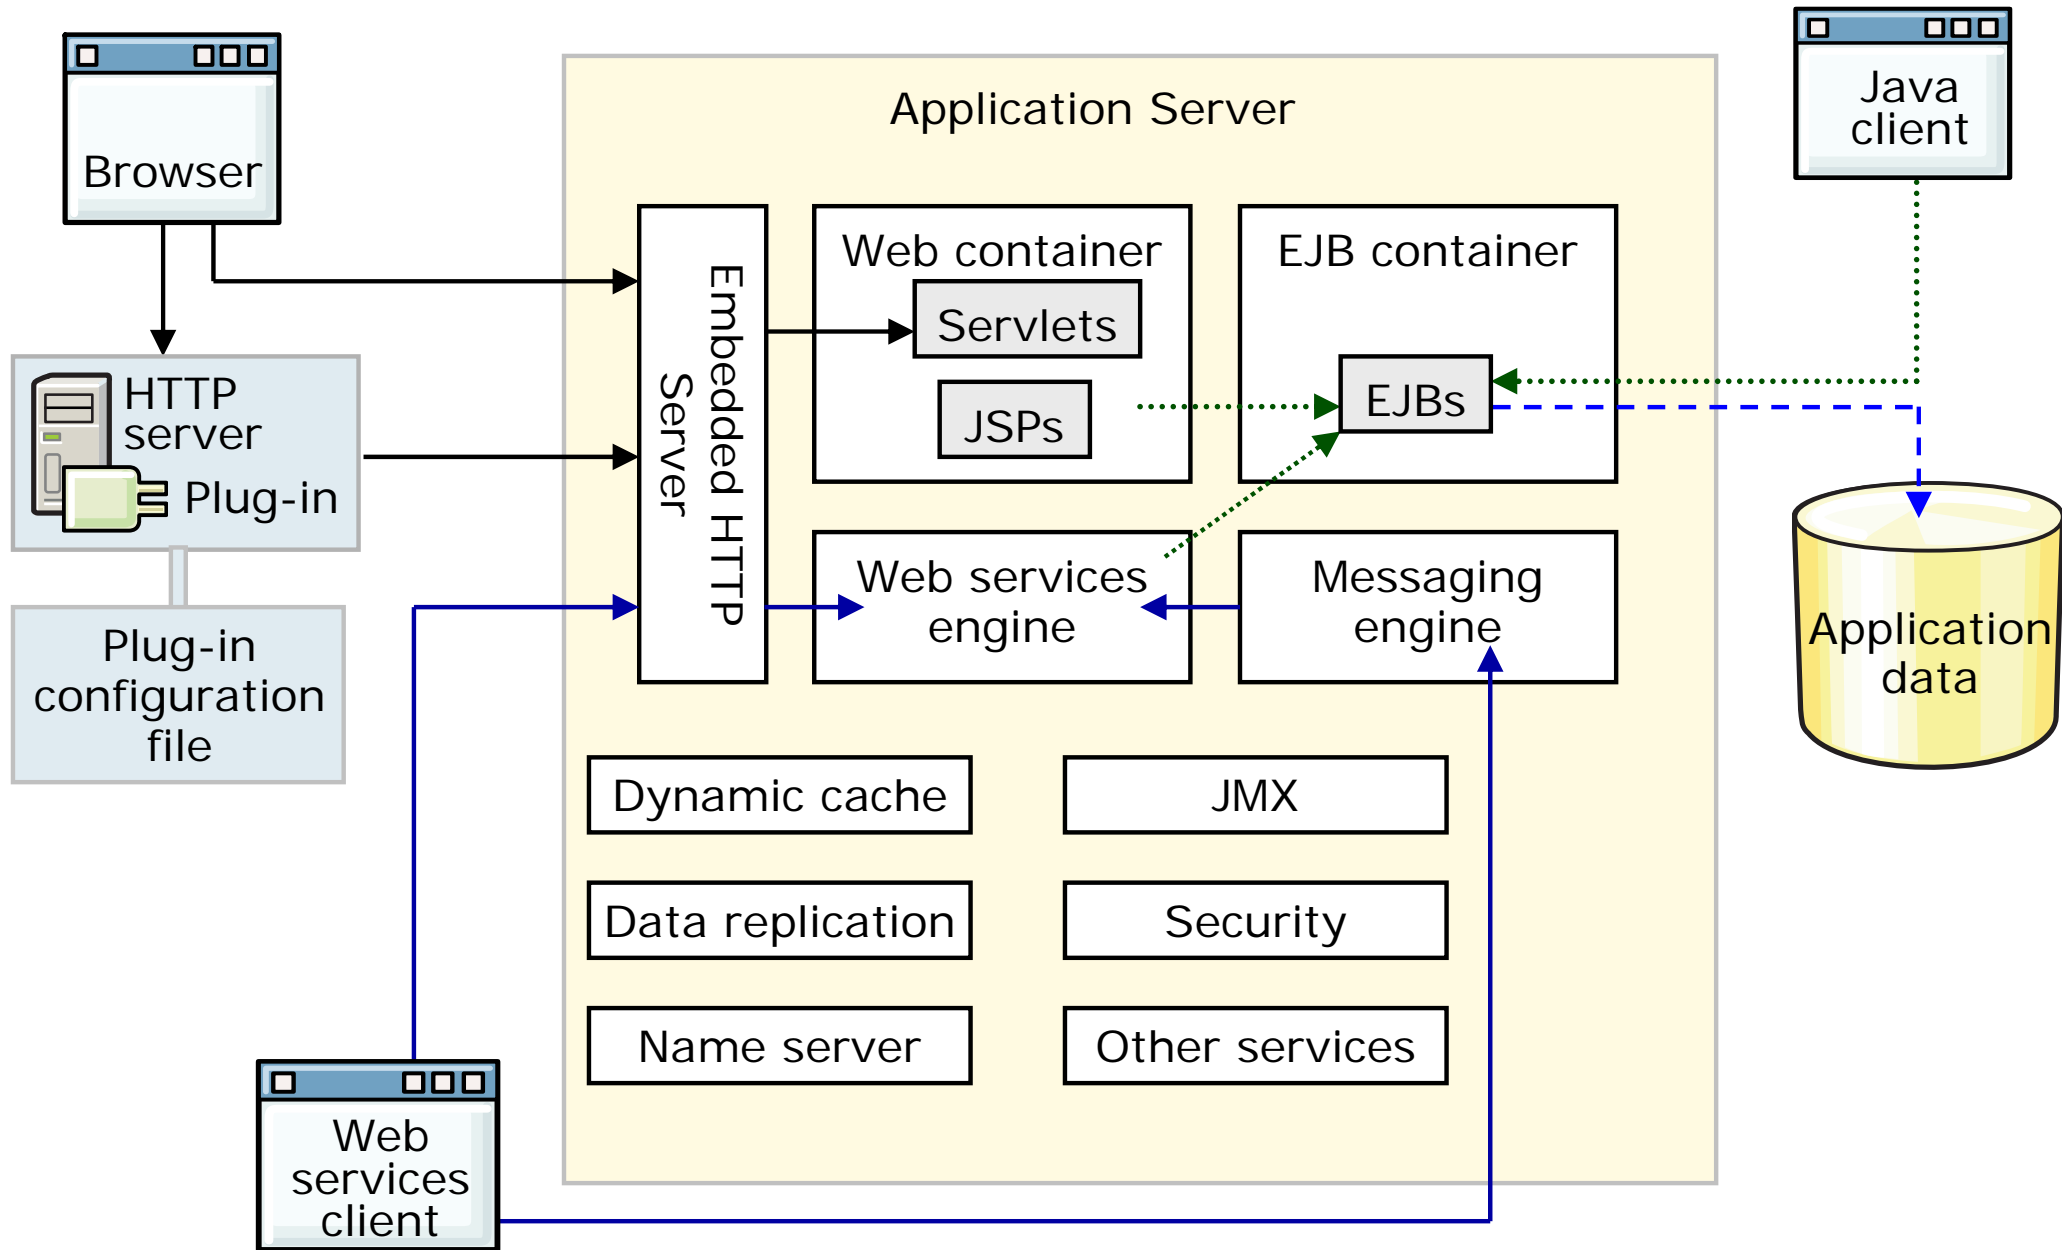 Browser
Application Server
Java
client
Web container
EJB container
Servlets
JSPs
EJBs
Embedded HTTP
Server
HTTP
server
Plug-in
Plug-in
configuration
file
Web services
engine
Messaging
engine
Application
data
Dynamic cache
JMX
Data replication
Security
Name server
Other services
Web
services
client